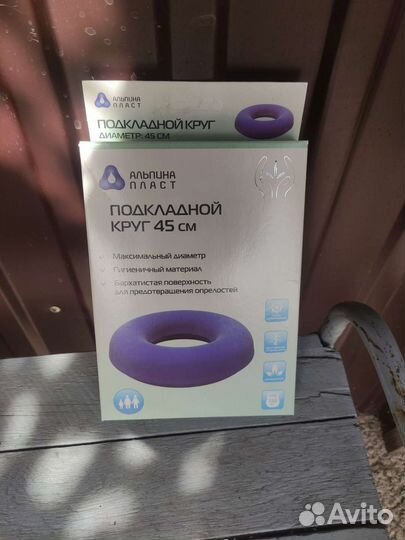 АЛЬПИНА
ПЛАСТ
ПОДКЛАДНОЙ КРУГ
ДИАМЕТР: 45 СМ
АЛЬПИНА
ПЛАСТ
ПОДКЛАДНОЙ
КРУГ 45 СМ
Максимальный диаметр
Гигиеничный материал
Бархатистая поверхность
для предотвращения опрелостей
Avito